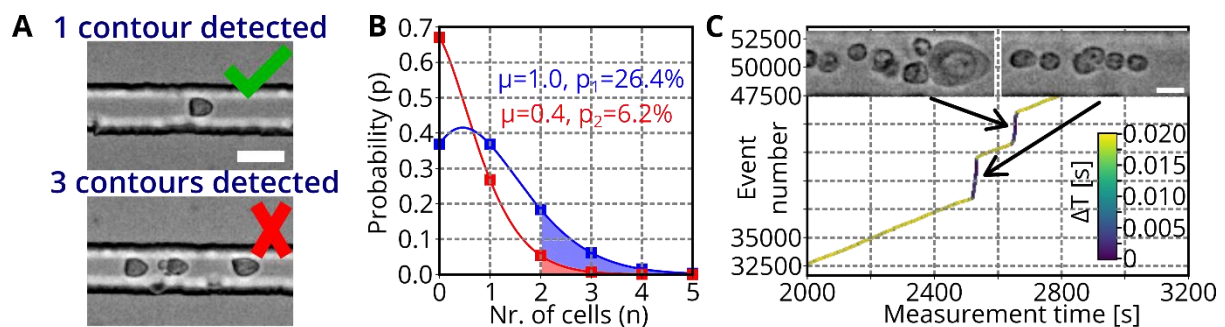 A
1 contour detected
3 contours detected
B
Probability (p)
0.7
0.6
0.5
0.4
0.3
0.2
0.1
0.0
μ=1.0, p₁=26.4%
μ=0.4, p₂=6.2%
0 1 2 3 4 5
Nr. of cells (n)
C
Event
number
52500
50000
47500
35000
32500
ΔT [s]
0.020
0.015
0.010
0.005
0
2000 2400 2800 3200
Measurement time [s]